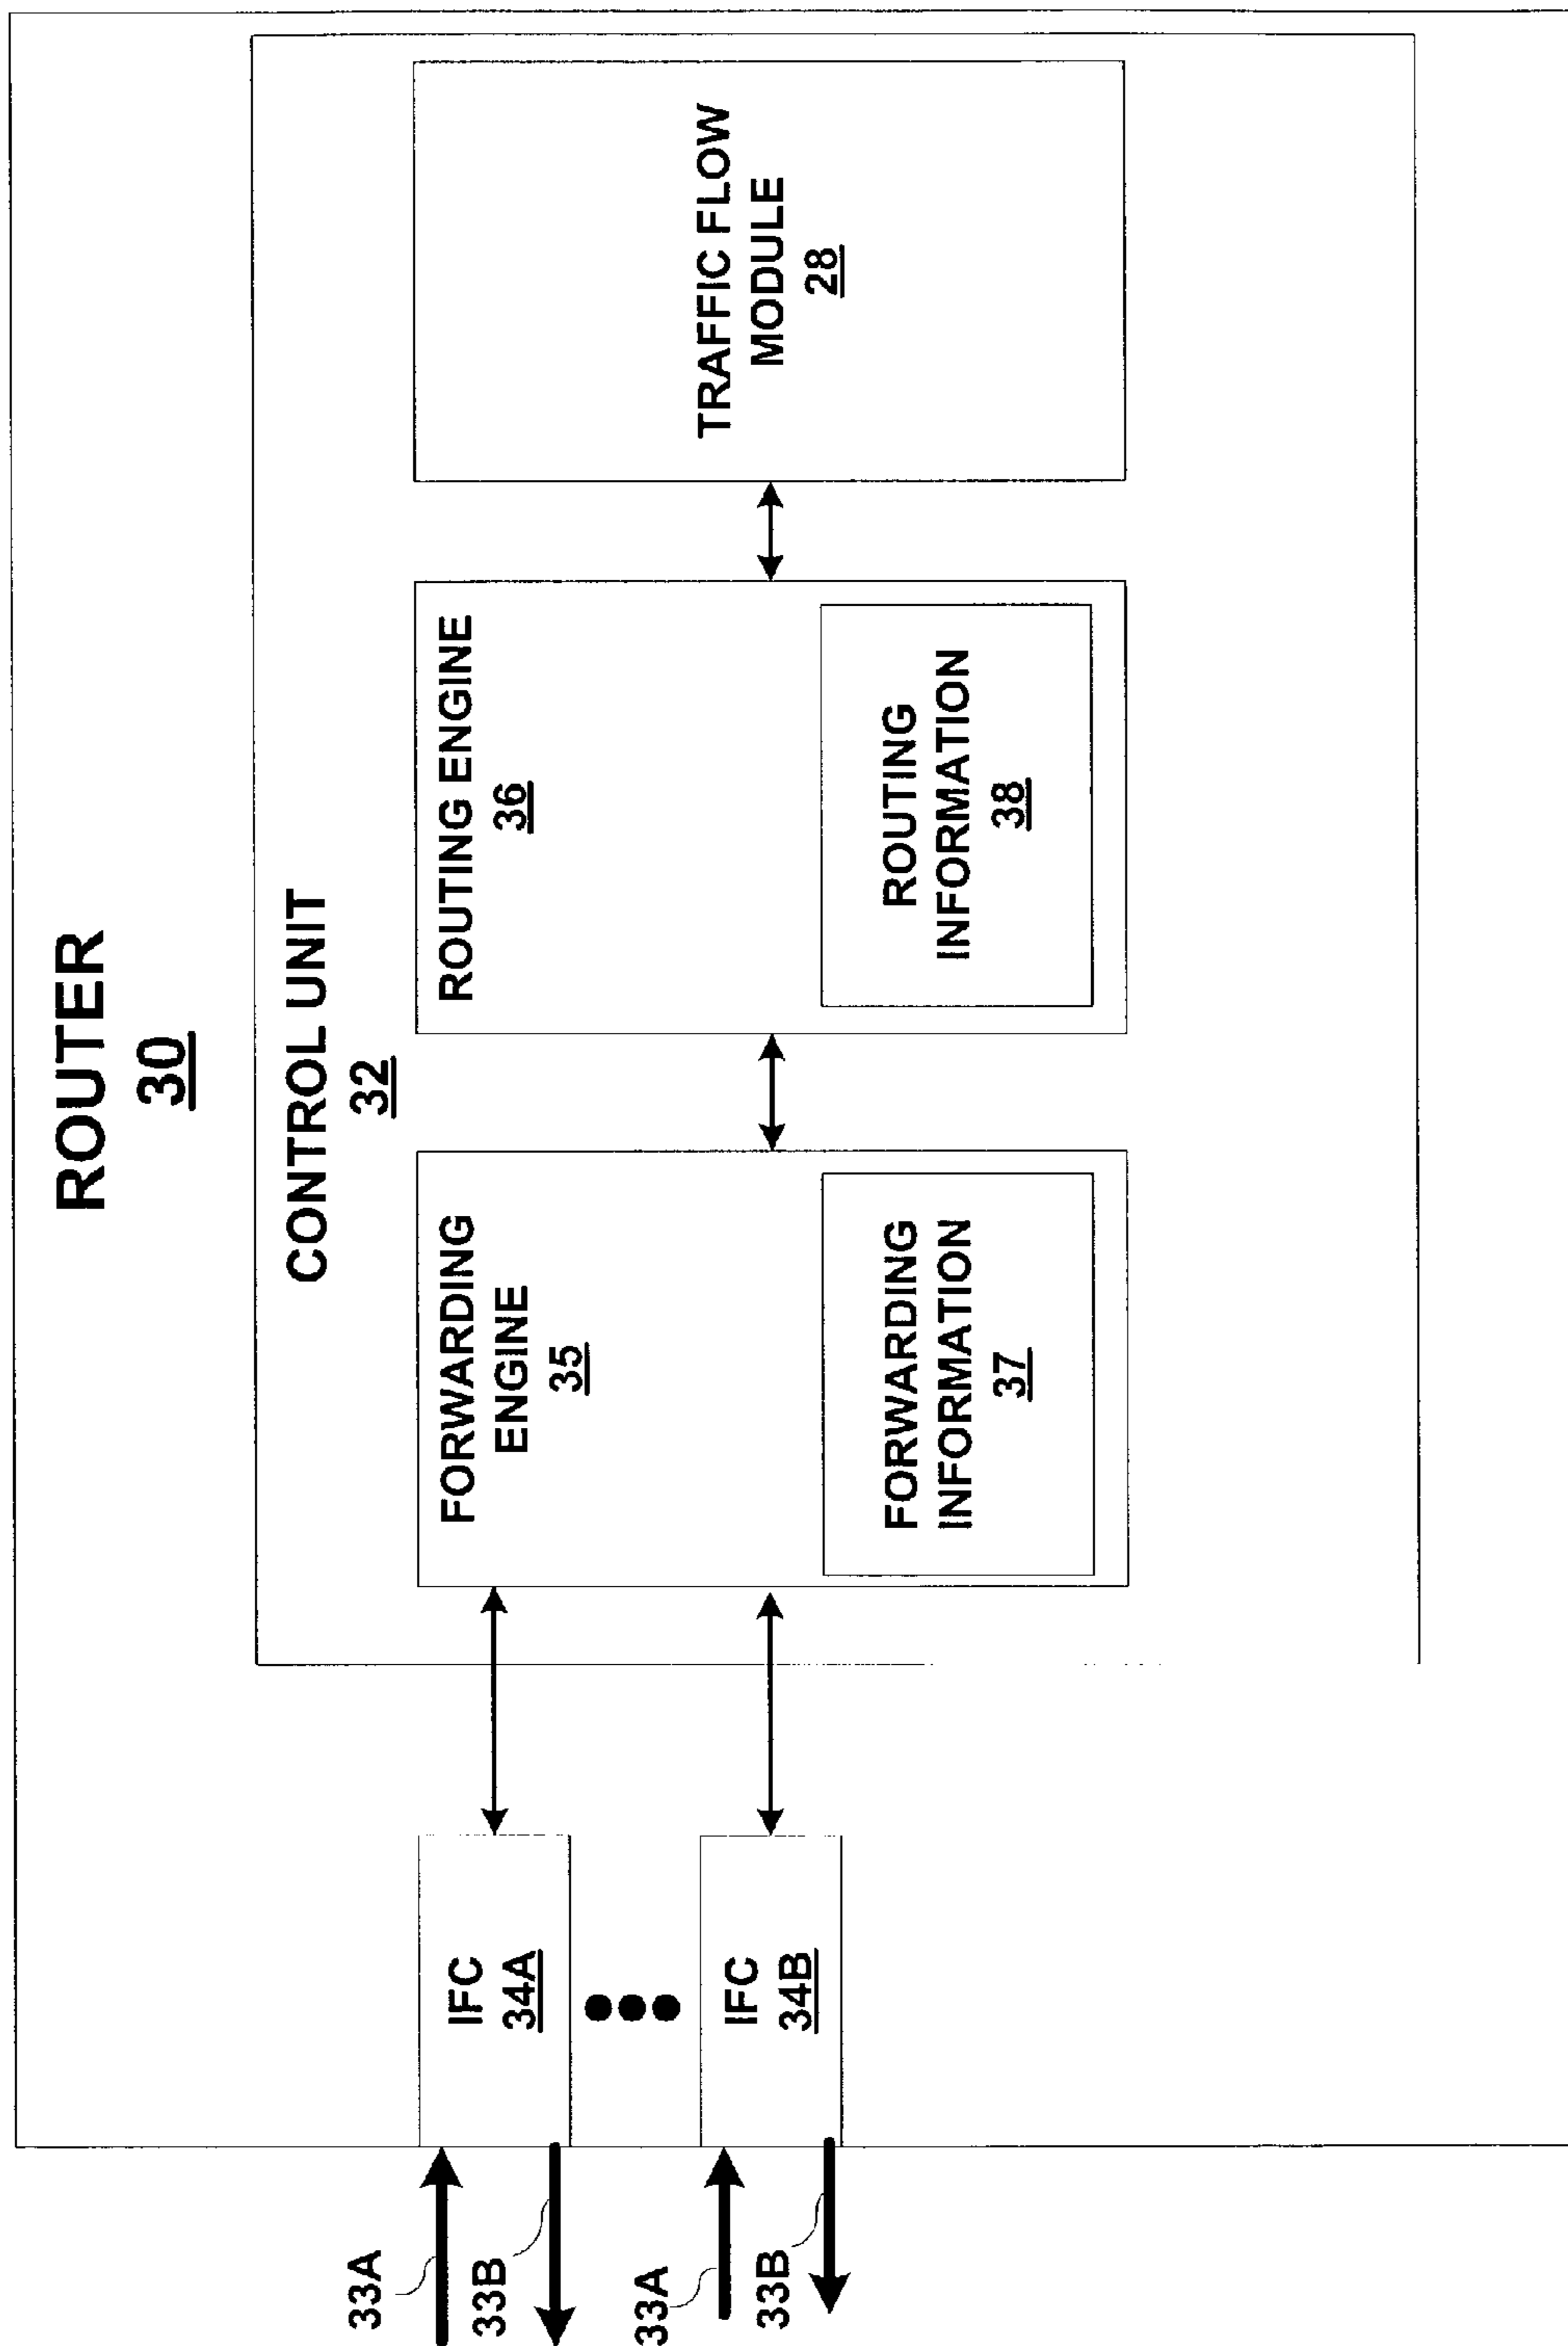 ROUTER
30
CONTROL UNIT
32
33A
33B
IFC
34A
FORWARDING
ENGINE
35
ROUTING ENGINE
36
TRAFFIC FLOW
MODULE
28
33A
33B
IFC
34B
FORWARDING
INFORMATION
37
ROUTING
INFORMATION
38